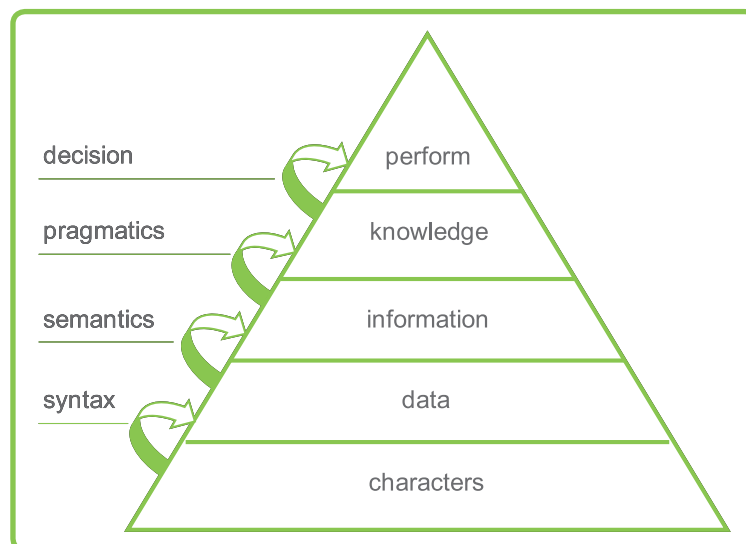 decision
perform
pragmatics
knowledge
semantics
information
syntax
data
characters